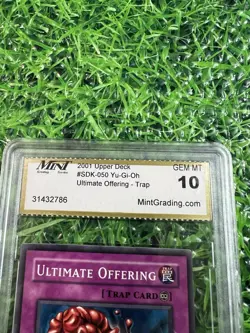 MINT
2001 Upper Deck
#SDK-050 Yu-Gi-Oh
Ultimate Offering - Trap
GEM MT
10
31432786
MintGrading.com
ULTIMATE OFFERING 罠
[TRAP CARD ∞]